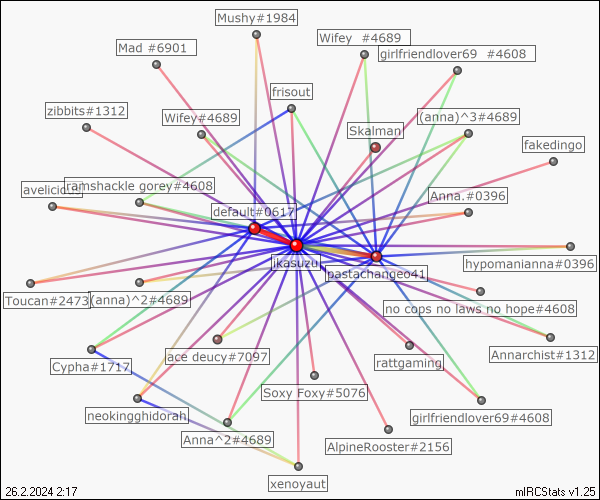 Mushy#1984
Wifey  #4689
Mad #6901
girlfriendlover69  #4608
frisout
zibbits#1312
Wifey#4689
(anna)^3#4689
Skalman
fakedingo
avelici
ramshackle gorey#4608
Anna.#0396
default#0617
ikasuzu
hypomanianna#0396
pastachange041
Toucan#2473
(anna)^2#4689
no cops no laws no hope#4608
Cypha#1717
ace deucy#7097
rattgaming
Annarchist#1312
Soxy Foxy#5076
neokingghidorah
girlfriendlover69#4608
Anna^2#4689
AlpineRooster#2156
xenoyaut
26.2.2024 2:17
mIRCStats v1.25